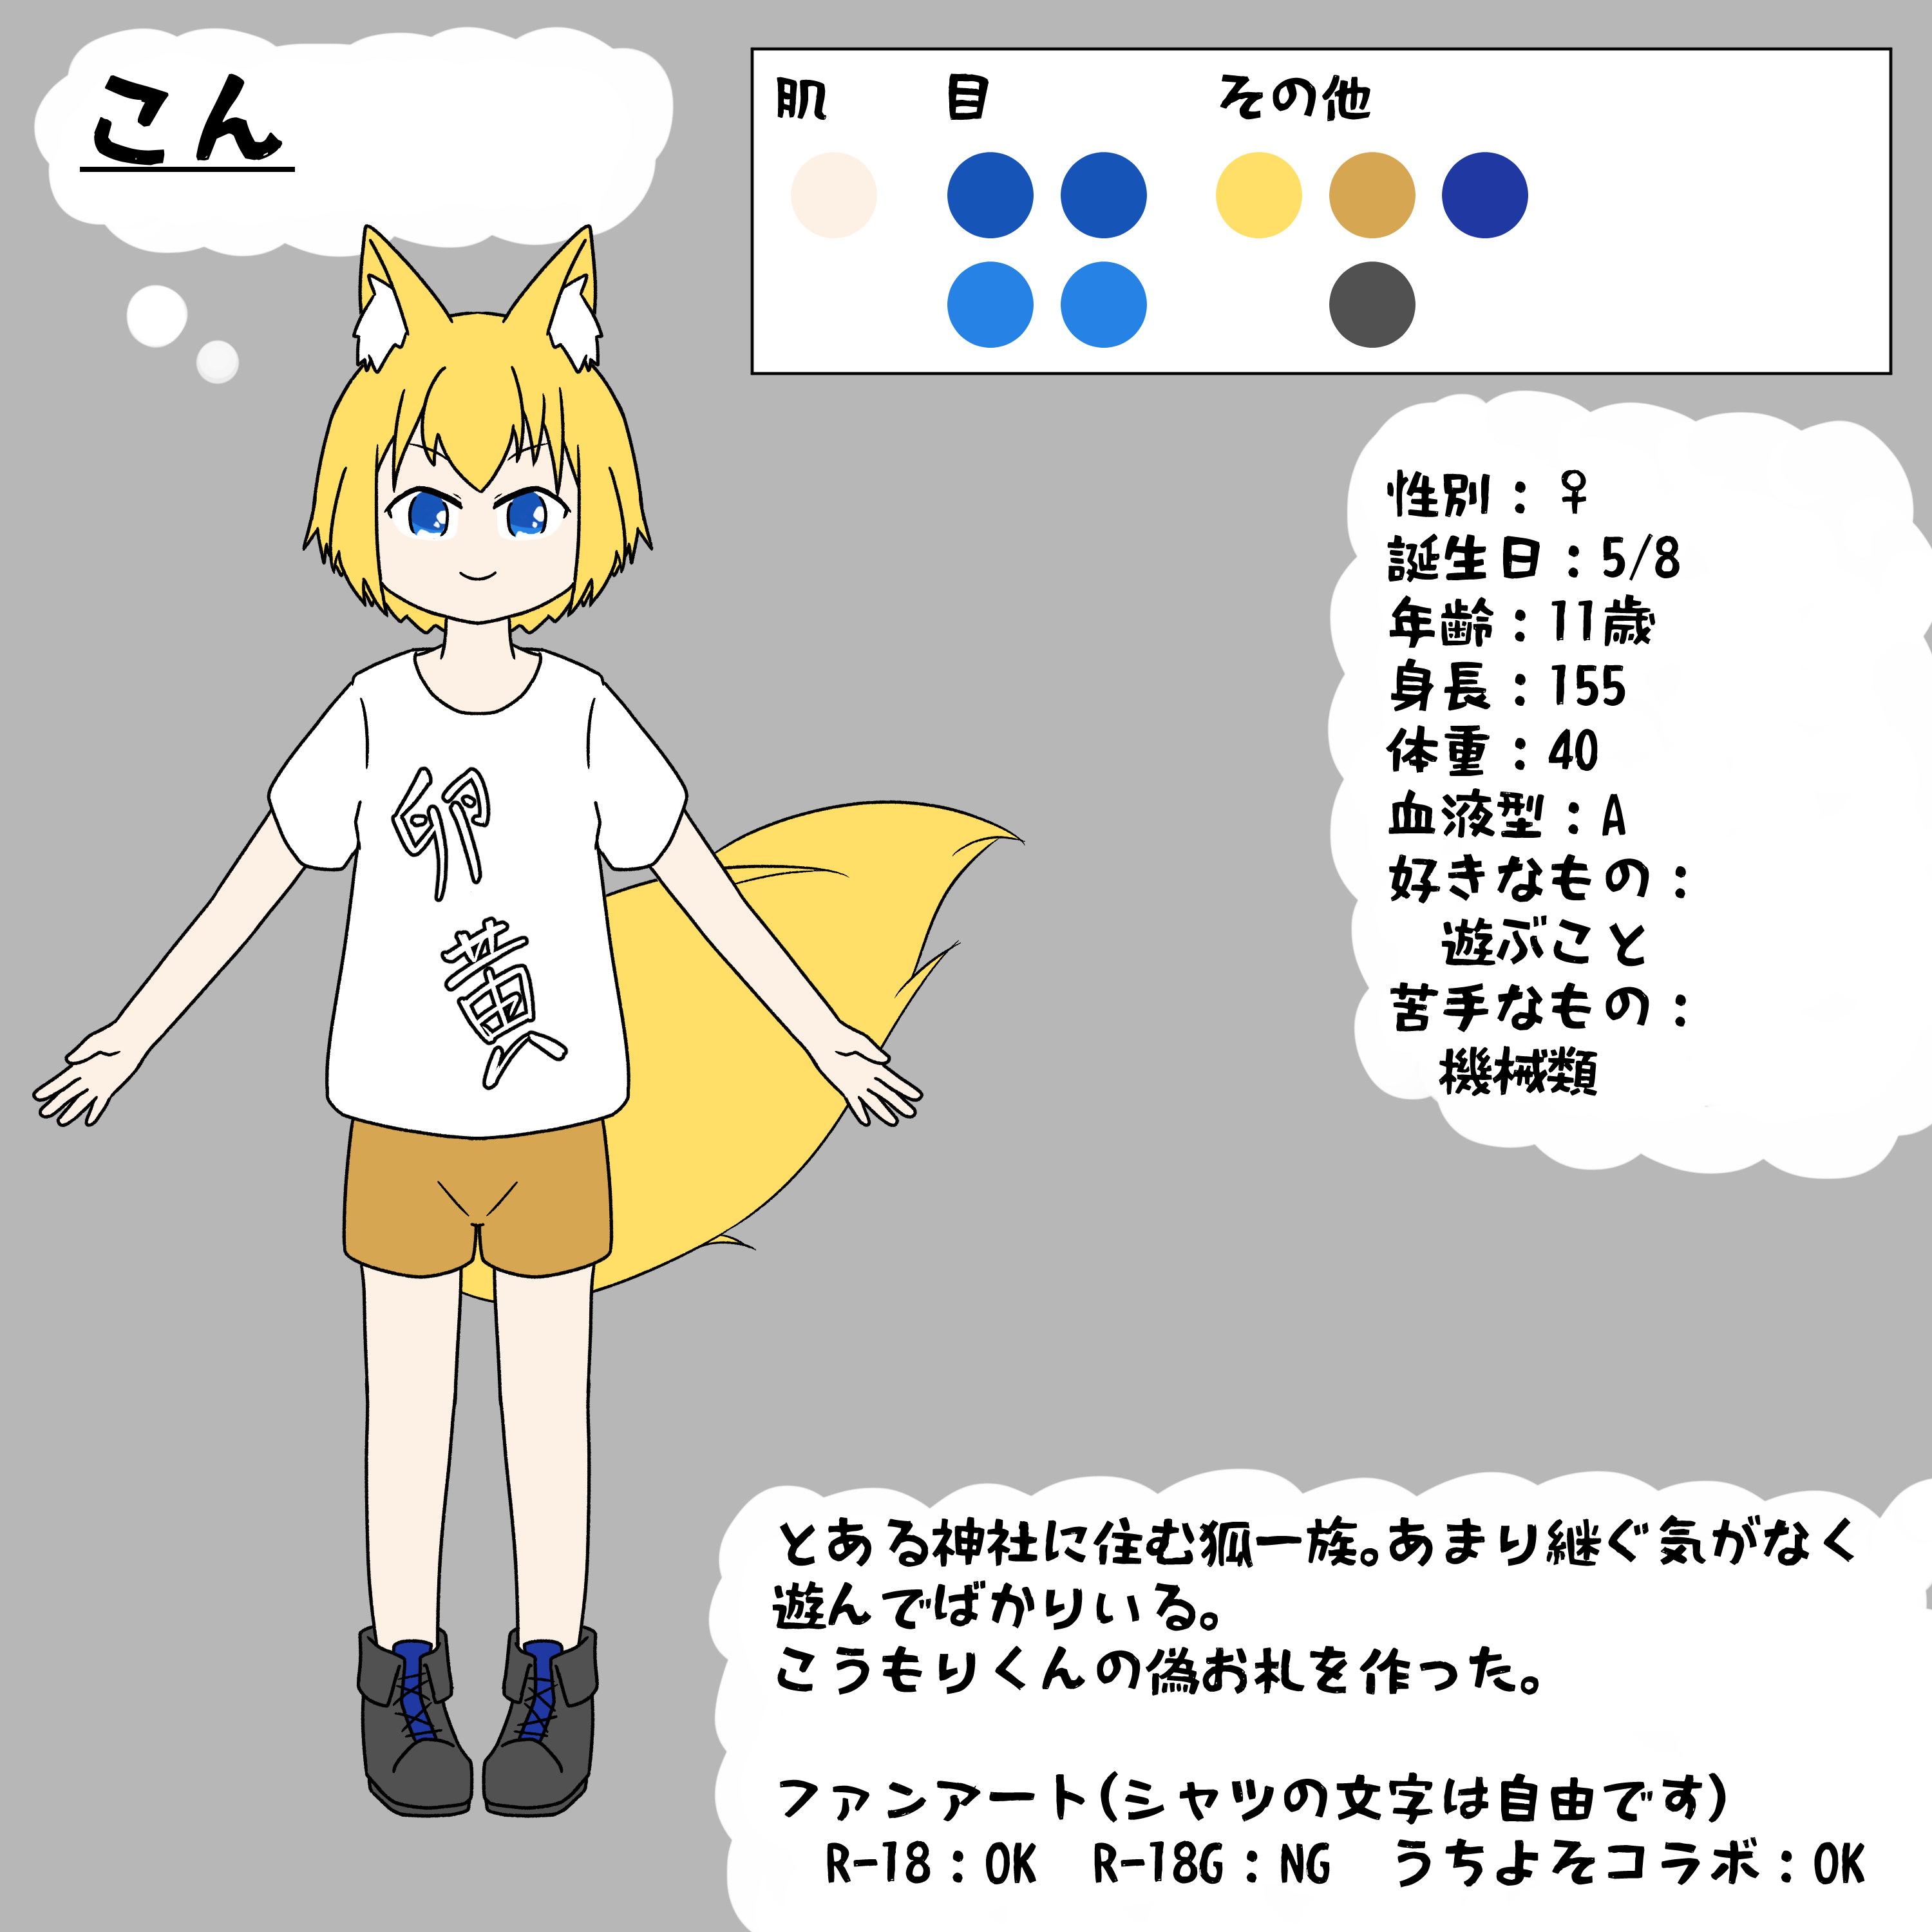 こん
肌 目 その他
性別：♀
誕生日：5/8
年齢：11歳
身長：155
体重：40
血液型：A
好きなもの：
遊ぶこと
苦手なもの：
機械類
とある神社に住む狐一族。あまり継ぐ気がなく
遊んでばかりいる。
こうもりくんの偽お札を作った。
ファンアート(シャツの文字は自由です)
R-18：OK R-18G：NG うちよそコラボ：OK